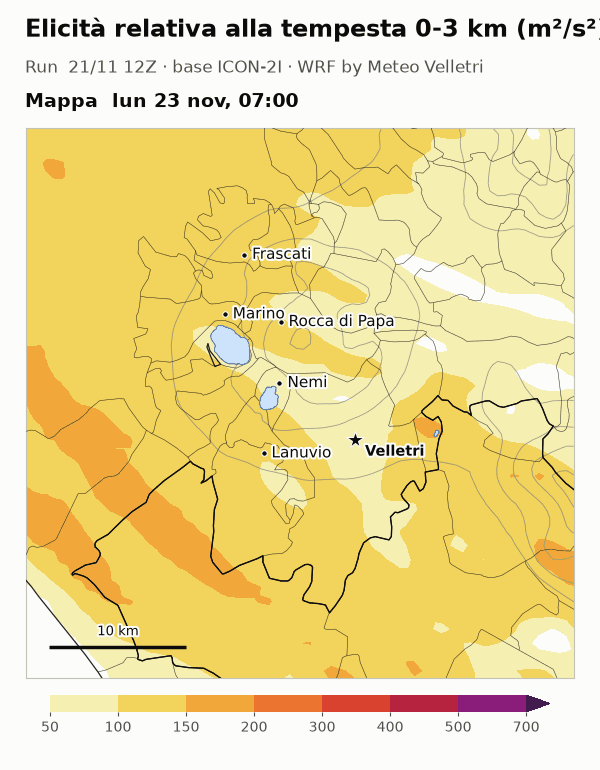 Elicità relativa alla tempesta 0-3 km (m²/s²)
Run 21/11 12Z · base ICON-2I · WRF by Meteo Velletri
Mappa lun 23 nov, 07:00
Frascati
Marino
Rocca di Papa
Nemi
Velletri
Lanuvio
10 km
50 100 150 200 300 400 500 700